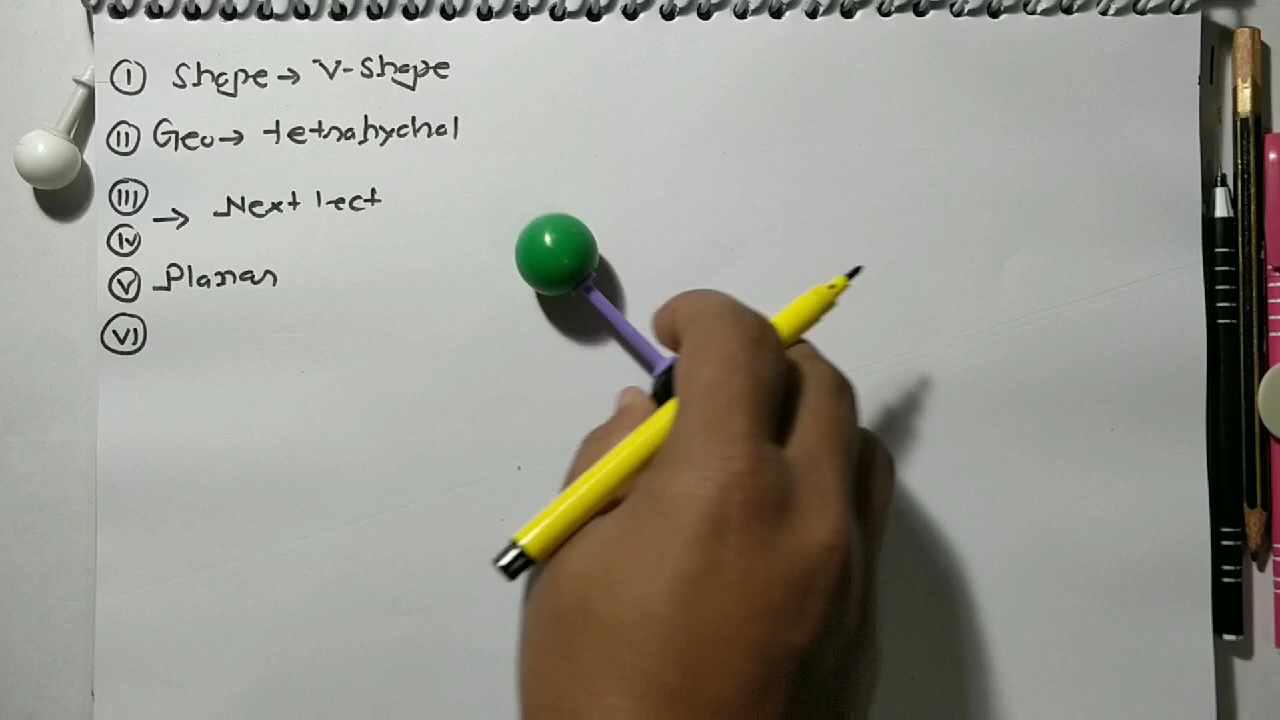 I Shape → V-Shape
II Geo → tetrahydral
III → Next lect
IV
V Planar
VI